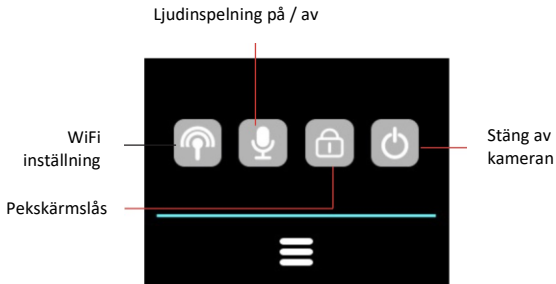 Ljudinspelning på / av
WiFi
inställning
Stäng av
kameran
Pekskärmslås